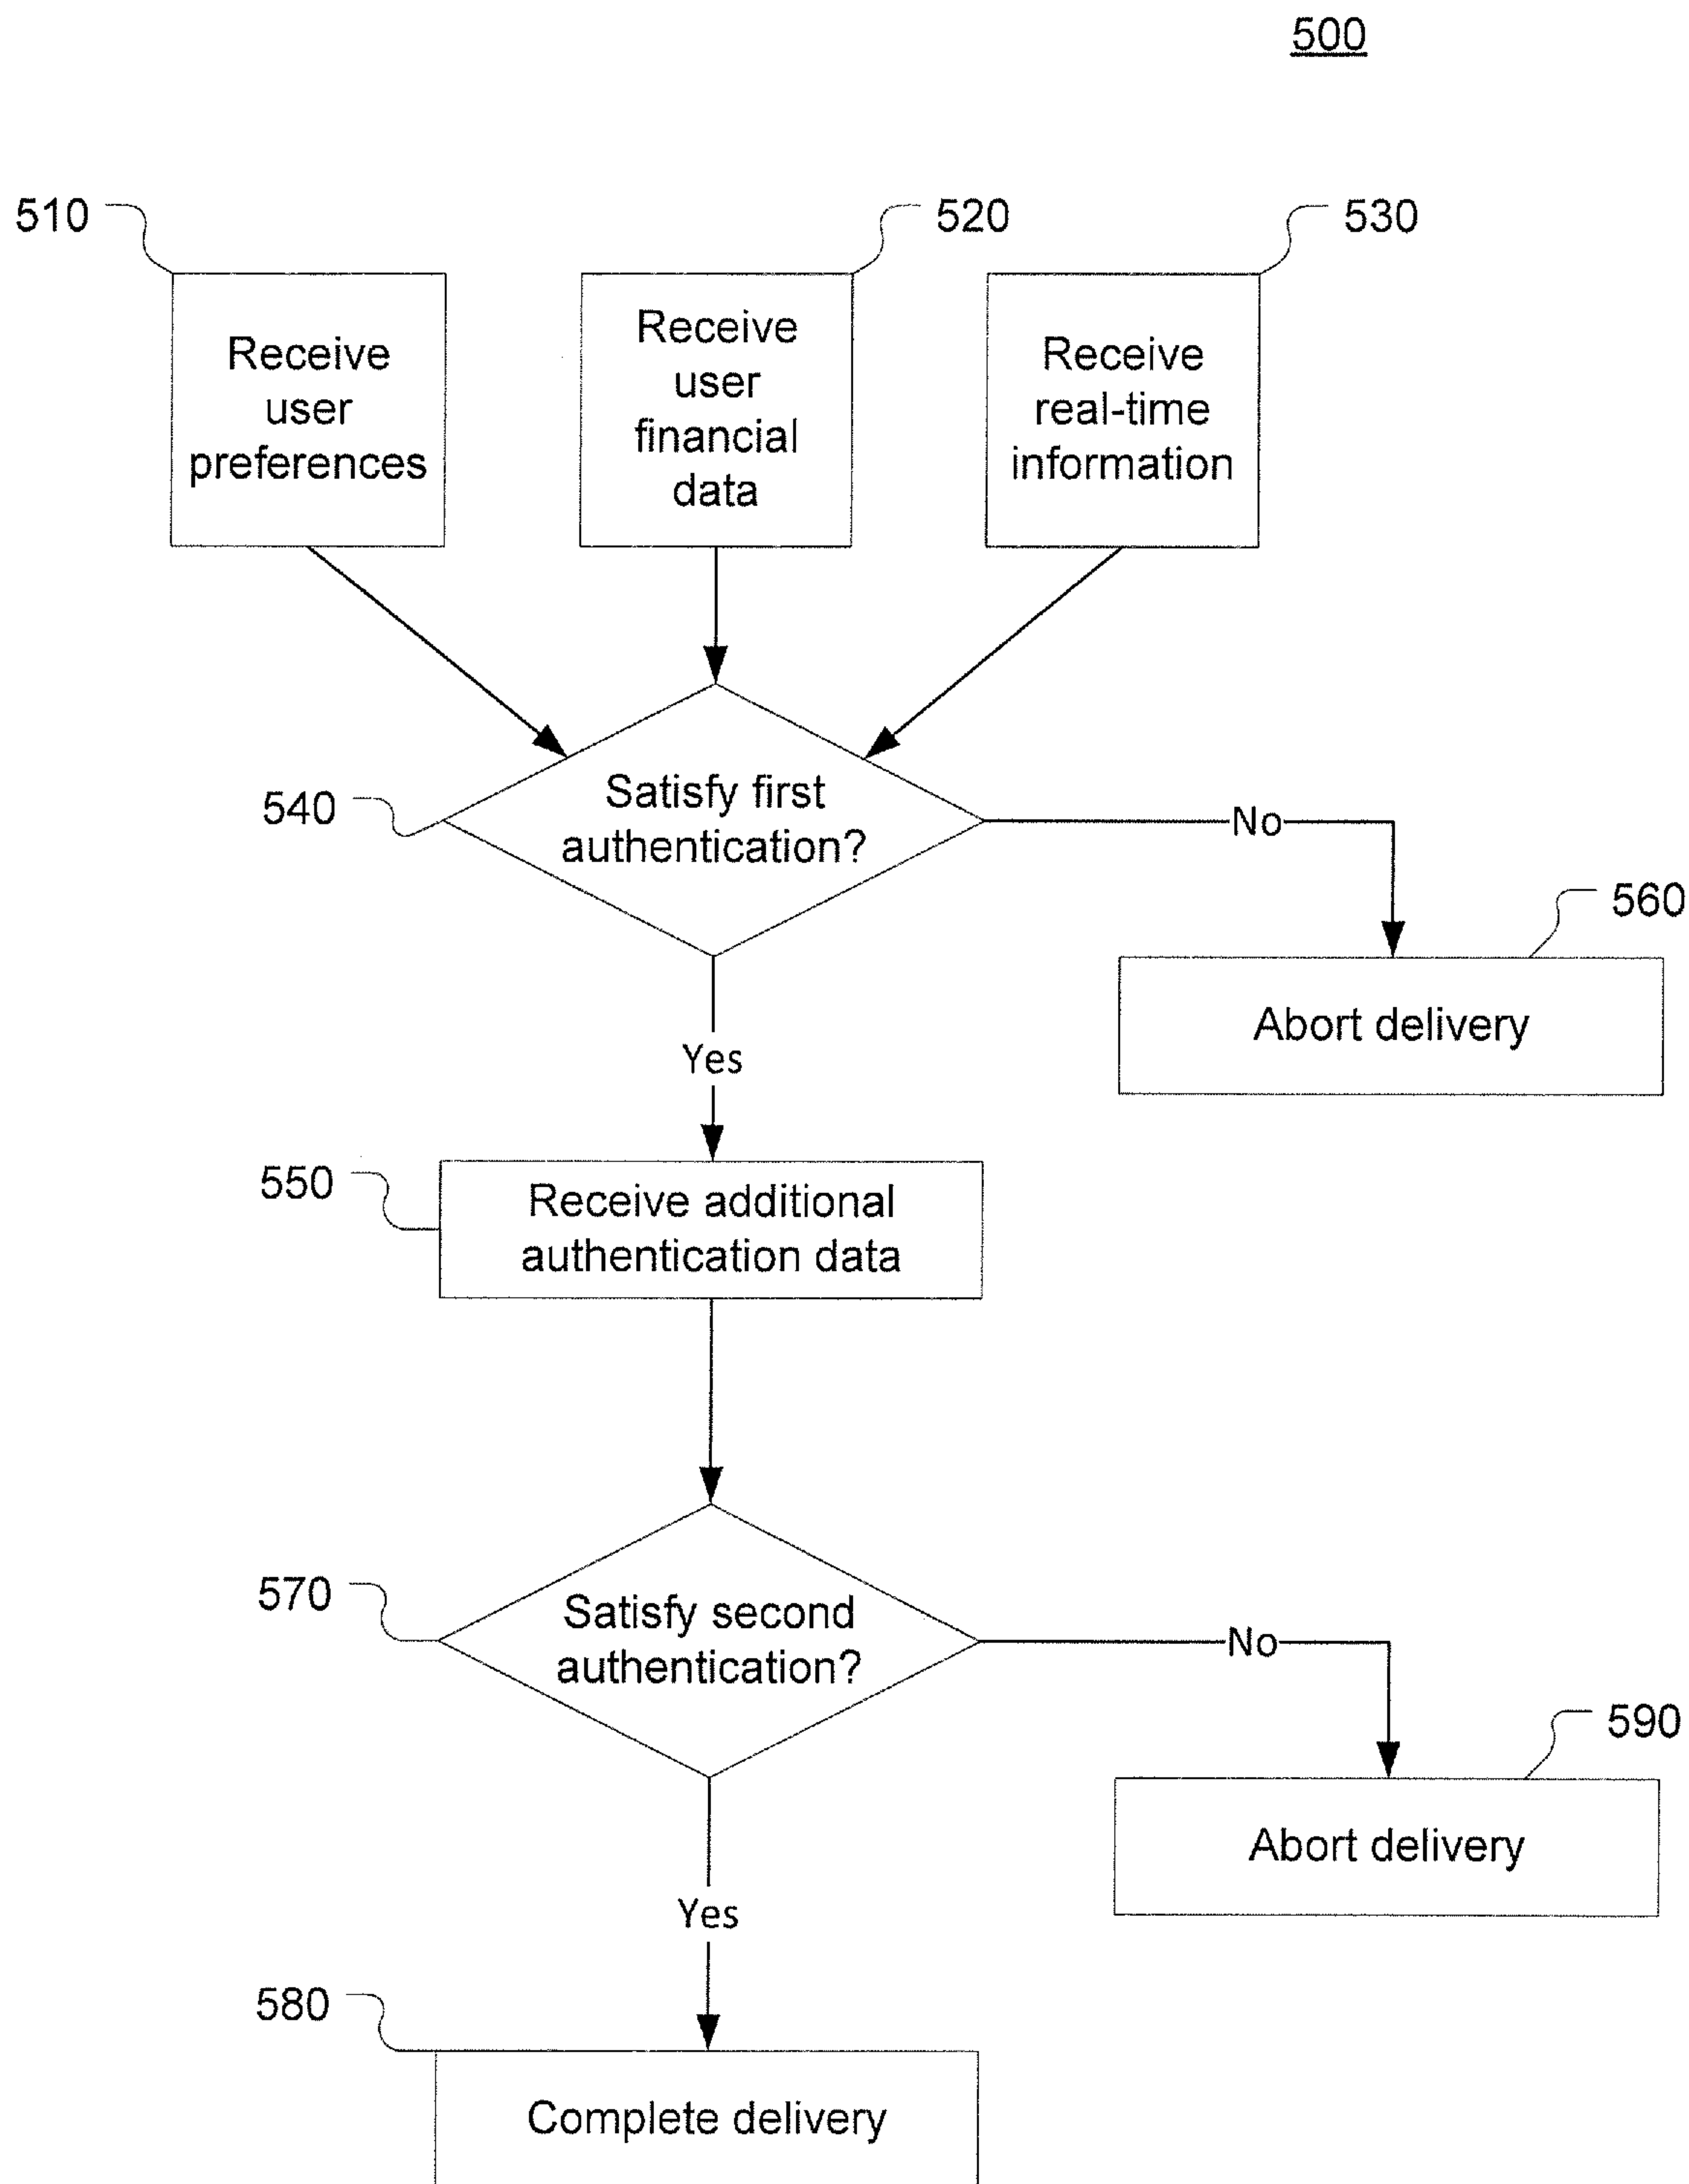 500
510
520
530
Receive
user
preferences
Receive
user
financial
data
Receive
real-time
information
540
Satisfy first
authentication?
No
560
Abort delivery
Yes
550
Receive additional
authentication data
570
Satisfy second
authentication?
No
590
Abort delivery
Yes
580
Complete delivery